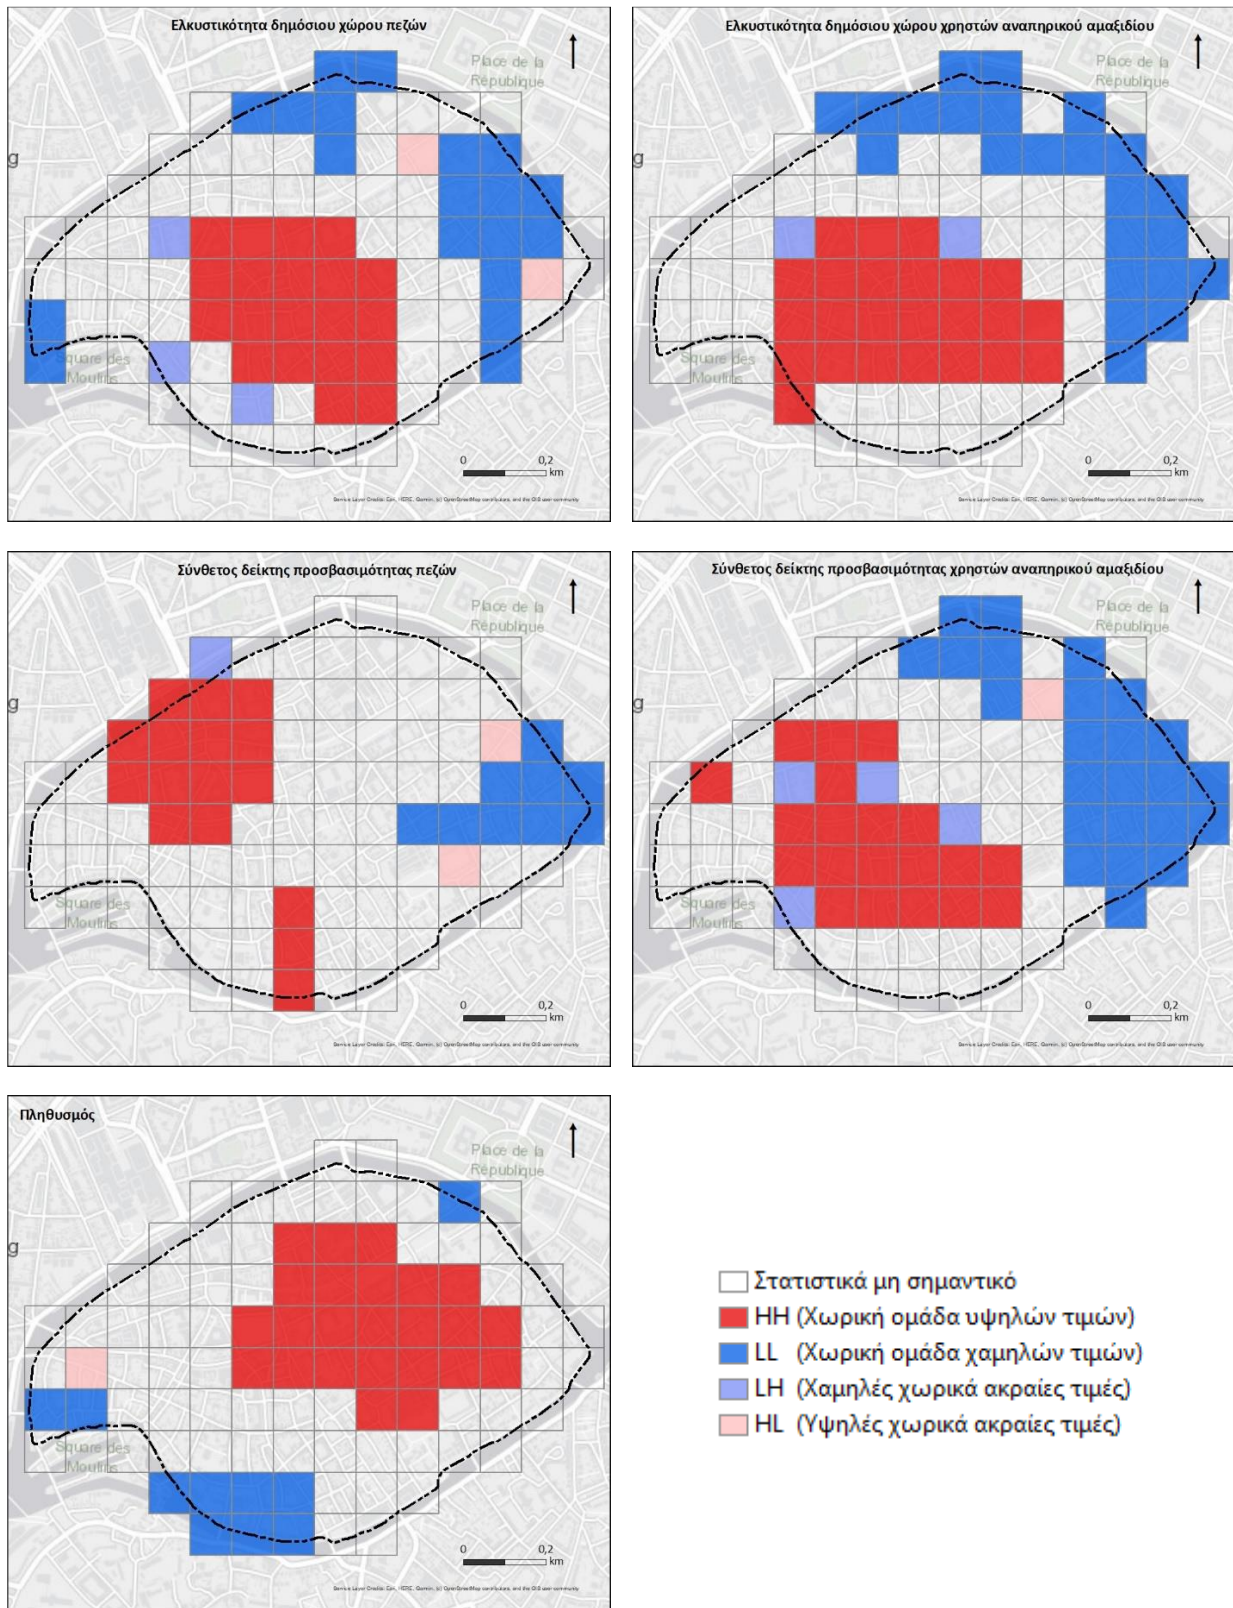 Ελκυστικότητα δημόσιου χώρου πεζών
Place de la
République
g
Square des
Moulins
0 0,2
km
Ελκυστικότητα δημόσιου χώρου χρηστών αναπηρικού αμαξιδίου
Place de la
République
g
Square des
Moulins
0 0,2
km
Σύνθετος δείκτης προσβασιμότητας πεζών
Place de la
République
g
Square des
Moulins
0 0,2
km
Σύνθετος δείκτης προσβασιμότητας χρηστών αναπηρικού αμαξιδίου
Place de la
République
g
Square des
Moulins
0 0,2
km
Πληθυσμός
Place de la
République
g
Square des
Moulins
0 0,2
km
Στατιστικά μη σημαντικό
HH (Χωρική ομάδα υψηλών τιμών)
LL (Χωρική ομάδα χαμηλών τιμών)
LH (Χαμηλές χωρικά ακραίες τιμές)
HL (Υψηλές χωρικά ακραίες τιμές)